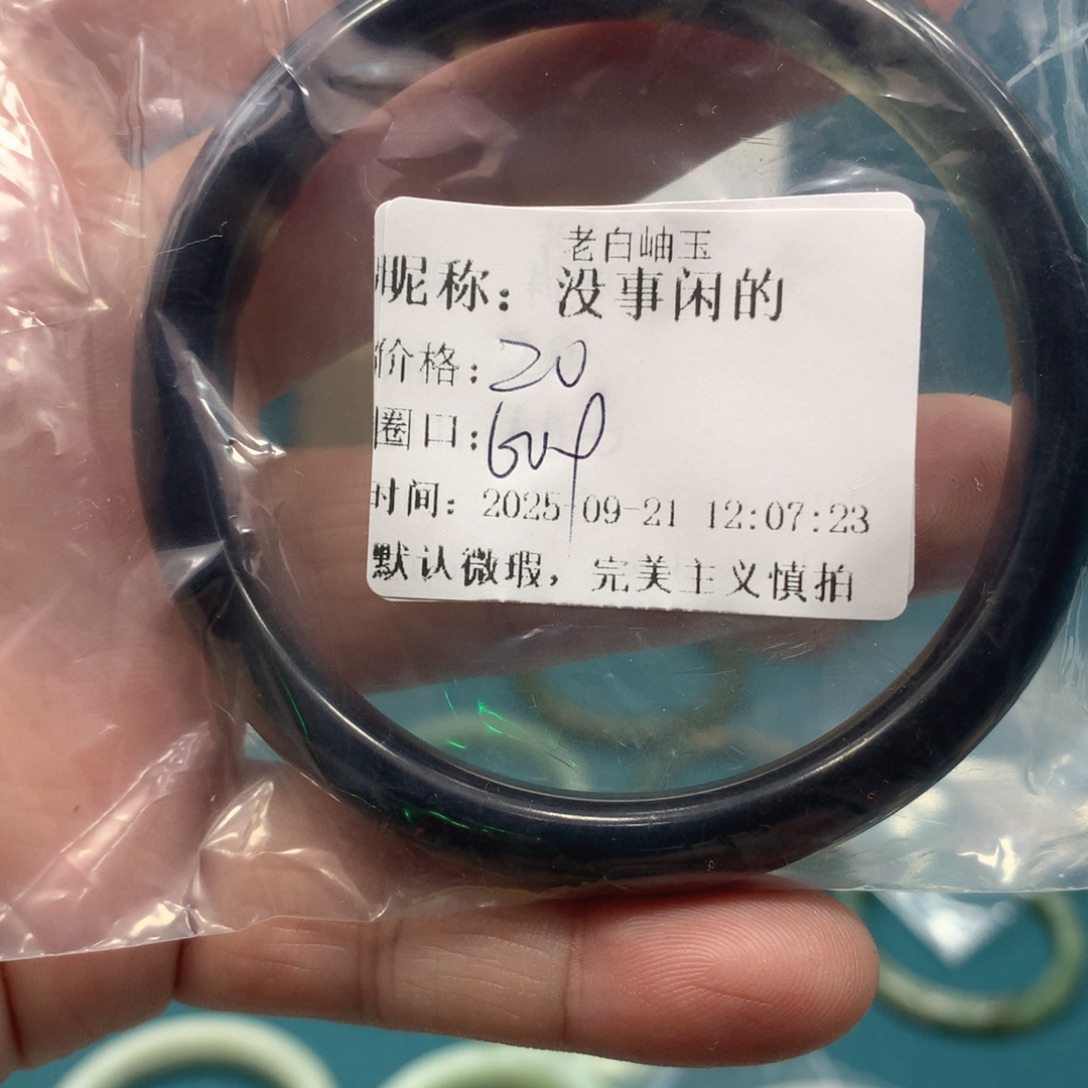 老白岫玉
昵称：没事闲的
价格：20
圈口：604
时间：2025-09-21 12:07:23
默认微瑕，完美主义慎拍